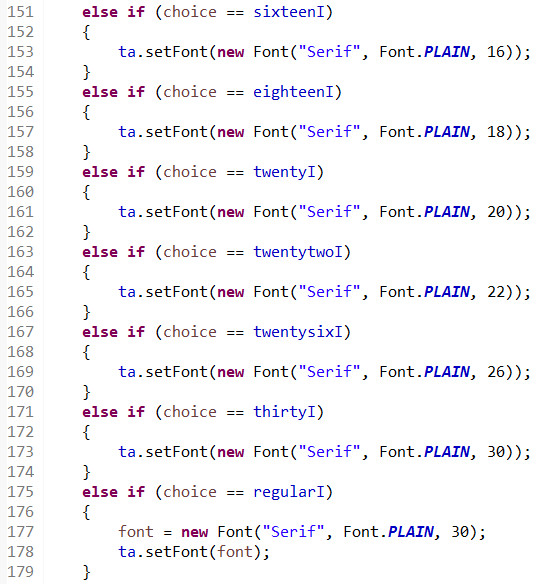 151 else if (choice == sixteenI)
152 {
153 ta.setFont(new Font("Serif", Font.PLAIN, 16));
154 }
155 else if (choice == eighteenI)
156 {
157 ta.setFont(new Font("Serif", Font.PLAIN, 18));
158 }
159 else if (choice == twentyI)
160 {
161 ta.setFont(new Font("Serif", Font.PLAIN, 20));
162 }
163 else if (choice == twentytwoI)
164 {
165 ta.setFont(new Font("Serif", Font.PLAIN, 22));
166 }
167 else if (choice == twentysixI)
168 {
169 ta.setFont(new Font("Serif", Font.PLAIN, 26));
170 }
171 else if (choice == thirtyI)
172 {
173 ta.setFont(new Font("Serif", Font.PLAIN, 30));
174 }
175 else if (choice == regularI)
176 {
177 font = new Font("Serif", Font.PLAIN, 30);
178 ta.setFont(font);
179 }